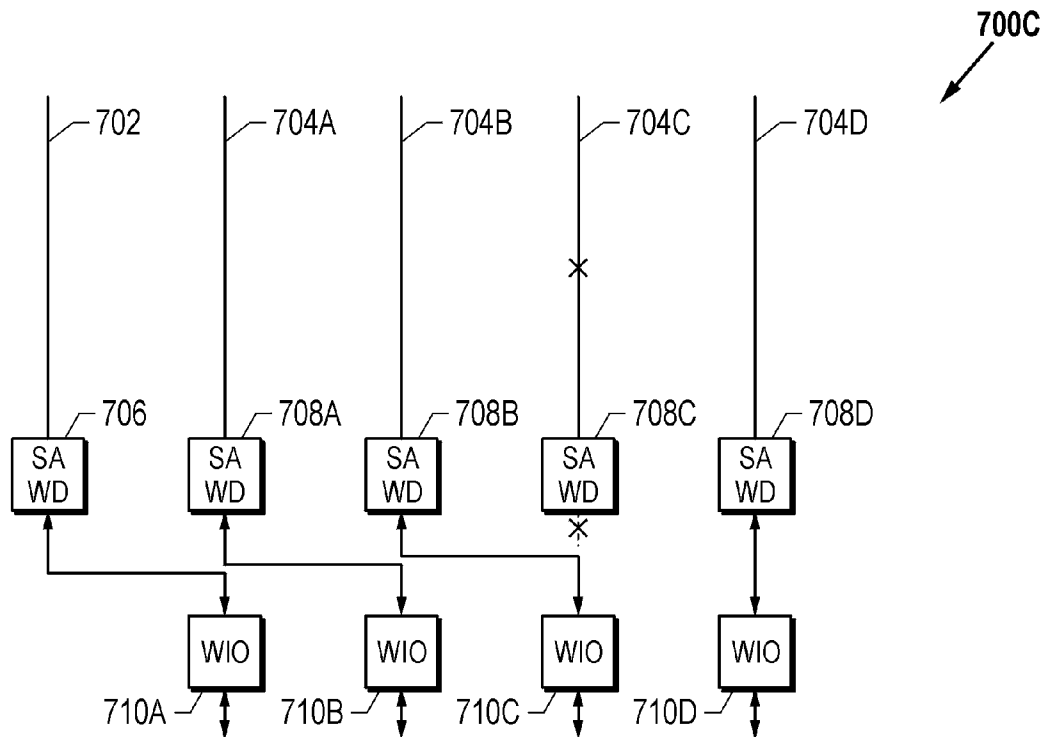 700C
702 704A 704B 704C 704D
706 708A 708B 708C 708D
SA SA SA SA SA
WD WD WD WD WD
WIO WIO WIO WIO
710A 710B 710C 710D